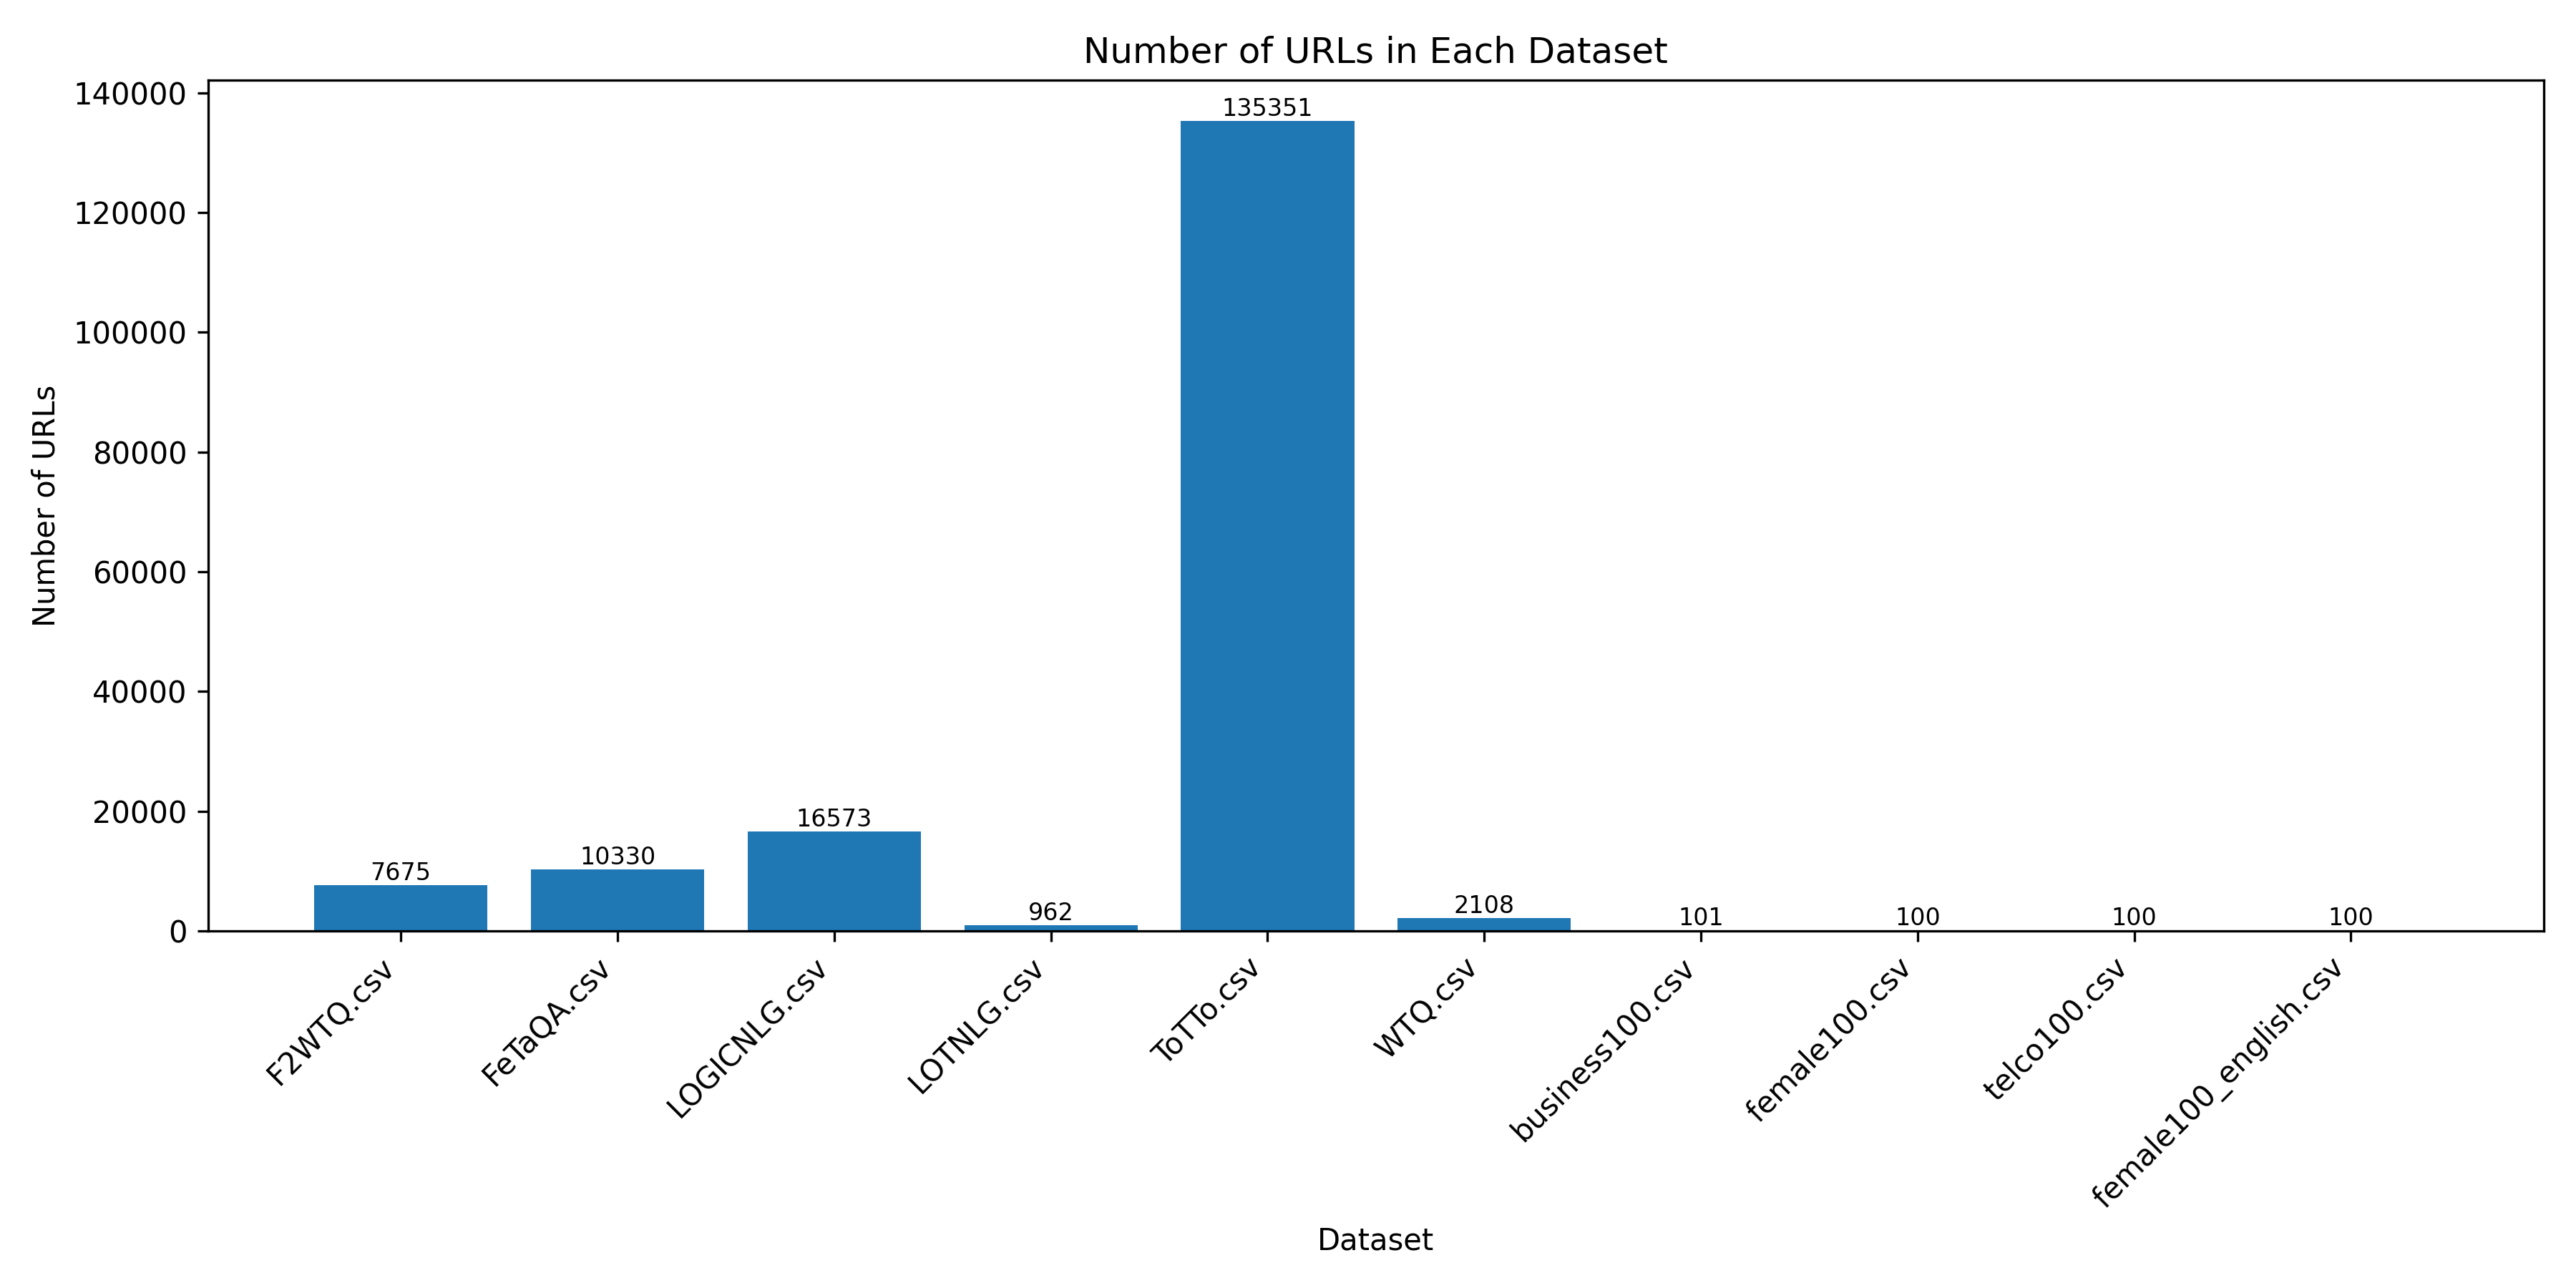 Number of URLs in Each Dataset
140000
120000
100000
80000
60000
40000
20000
0
Number of URLs
7675
10330
16573
962
135351
2108
101
100
100
100
F2WTQ.csv
FeTaQA.csv
LOGICNLG.csv
LOTNLG.csv
ToTTo.csv
WTQ.csv
business100.csv
female100.csv
telco100.csv
female100_english.csv
Dataset